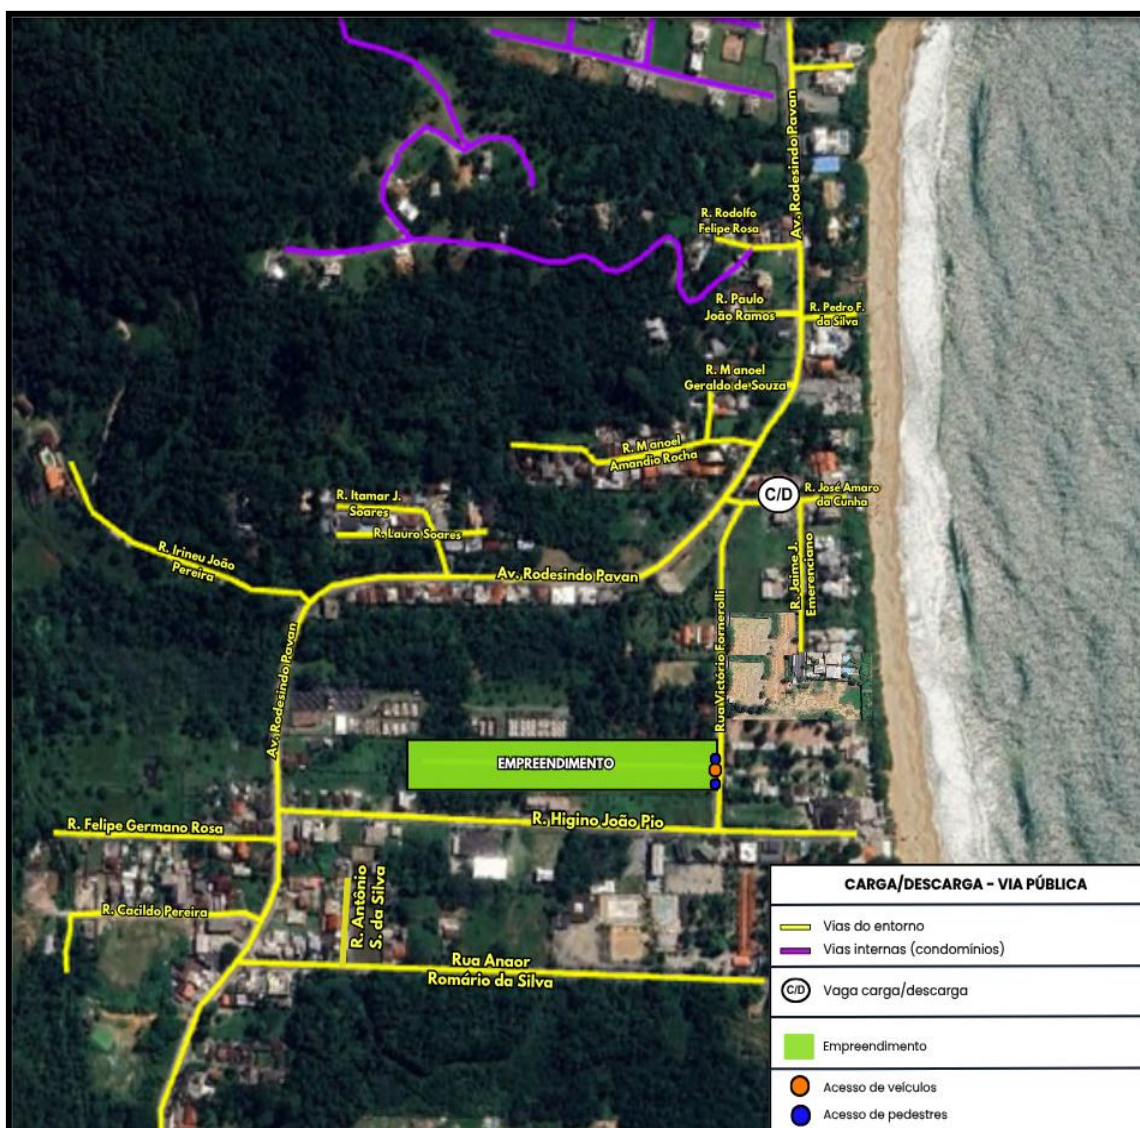 Av. Rodesindo Pavan
R. Rodolfo
Felipe Rosa
R. Paulo
João Ramos
R. Pedro F.
da Silva
R. Manoel
Geraldo de Souza
R. Manoel
Amandio Rocha
C/D
R. José Amaro
da Cunha
R. Itamar J.
Soares
R. Lauro Soares
R. Irineu João
Pereira
Av. Rodesindo Pavan
R. Jaime J.
Emerenciano
Rua Victório Fornerolli
Av. Rodesindo Pavan
EMPREENDIMENTO
R. Higino João Pio
R. Felipe Germano Rosa
R. Cacildo Pereira
R. Antônio
S. da Silva
Rua Anaor
Romário da Silva
CARGA/DESCARGA - VIA PÚBLICA
Vias do entorno
Vias internas (condomínios)
C/D Vaga carga/descarga
Empreendimento
Acesso de veículos
Acesso de pedestres